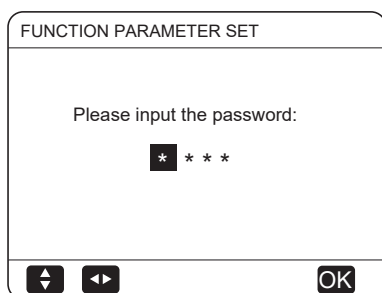 FUNCTION PARAMETER SET
Please input the password:
* * * *
OK